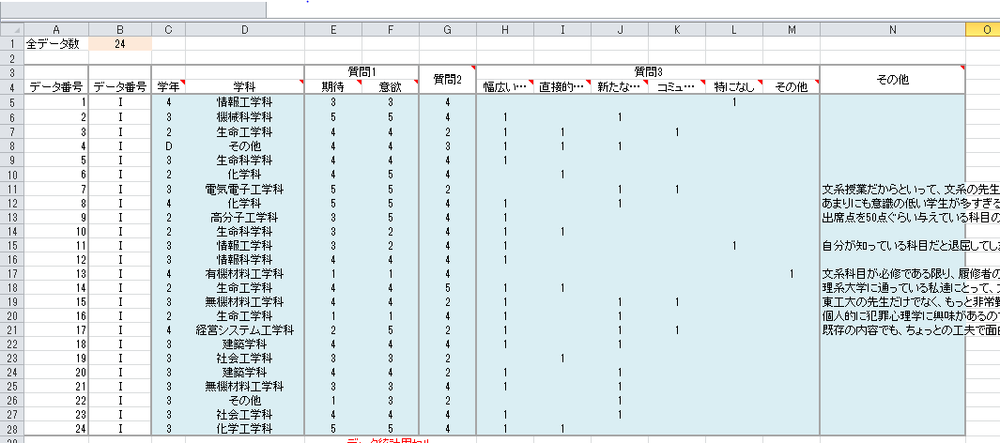 A B C D E F G H I J K L M N O
1 全データ数 24
2
3 質問1 質問2 質問3 その他
4 データ番号 データ番号 学年 学科 期待 意欲 幅広い… 直接的… 新たな… コミュ… 特になし その他
5 1 I 4 情報工学科 3 3 4 1
6 2 I 3 機械科学科 5 5 4 1 1
7 3 I 2 生命工学科 4 4 2 1 1 1
8 4 I D その他 4 4 3 1 1 1
9 5 I 3 生命科学科 4 4 4 1
10 6 I 2 化学科 4 5 4 1
11 7 I 3 電気電子工学科 5 5 2 1 1 文系授業だからといって、文系の先生
12 8 I 4 化学科 5 5 4 1 1 あまりにも意識の低い学生が多すぎる
13 9 I 2 高分子工学科 3 5 4 1 出席点を50点ぐらい与えている科目の
14 10 I 2 生命科学科 3 2 4 1 1
15 11 I 3 情報工学科 3 2 4 1 1 自分が知っている科目だと退屈してしま
16 12 I 3 情報科学科 4 4 4 1
17 13 I 4 有機材料工学科 1 1 4 1 文系科目が必修である限り、履修者の
18 14 I 2 生命工学科 4 4 5 1 1 理系大学に通っている私達にとって、
19 15 I 3 無機材料工学科 4 4 2 1 1 1 東工大の先生だけでなく、もっと非常勤
20 16 I 2 生命工学科 1 1 4 1 1 個人的に犯罪心理学に興味があるので
21 17 I 4 経営システム工学科 2 5 2 1 1 1 既存の内容でも、ちょっとの工夫で面白
22 18 I 3 建築学科 4 4 4 1 1
23 19 I 3 社会工学科 3 3 2 1
24 20 I 3 建築学科 4 4 2 1 1
25 21 I 3 無機材料工学科 3 3 4 1 1
26 22 I 3 その他 1 3 2 1
27 23 I 3 社会工学科 4 4 4 1 1
28 24 I 3 化学工学科 5 5 4 1 1